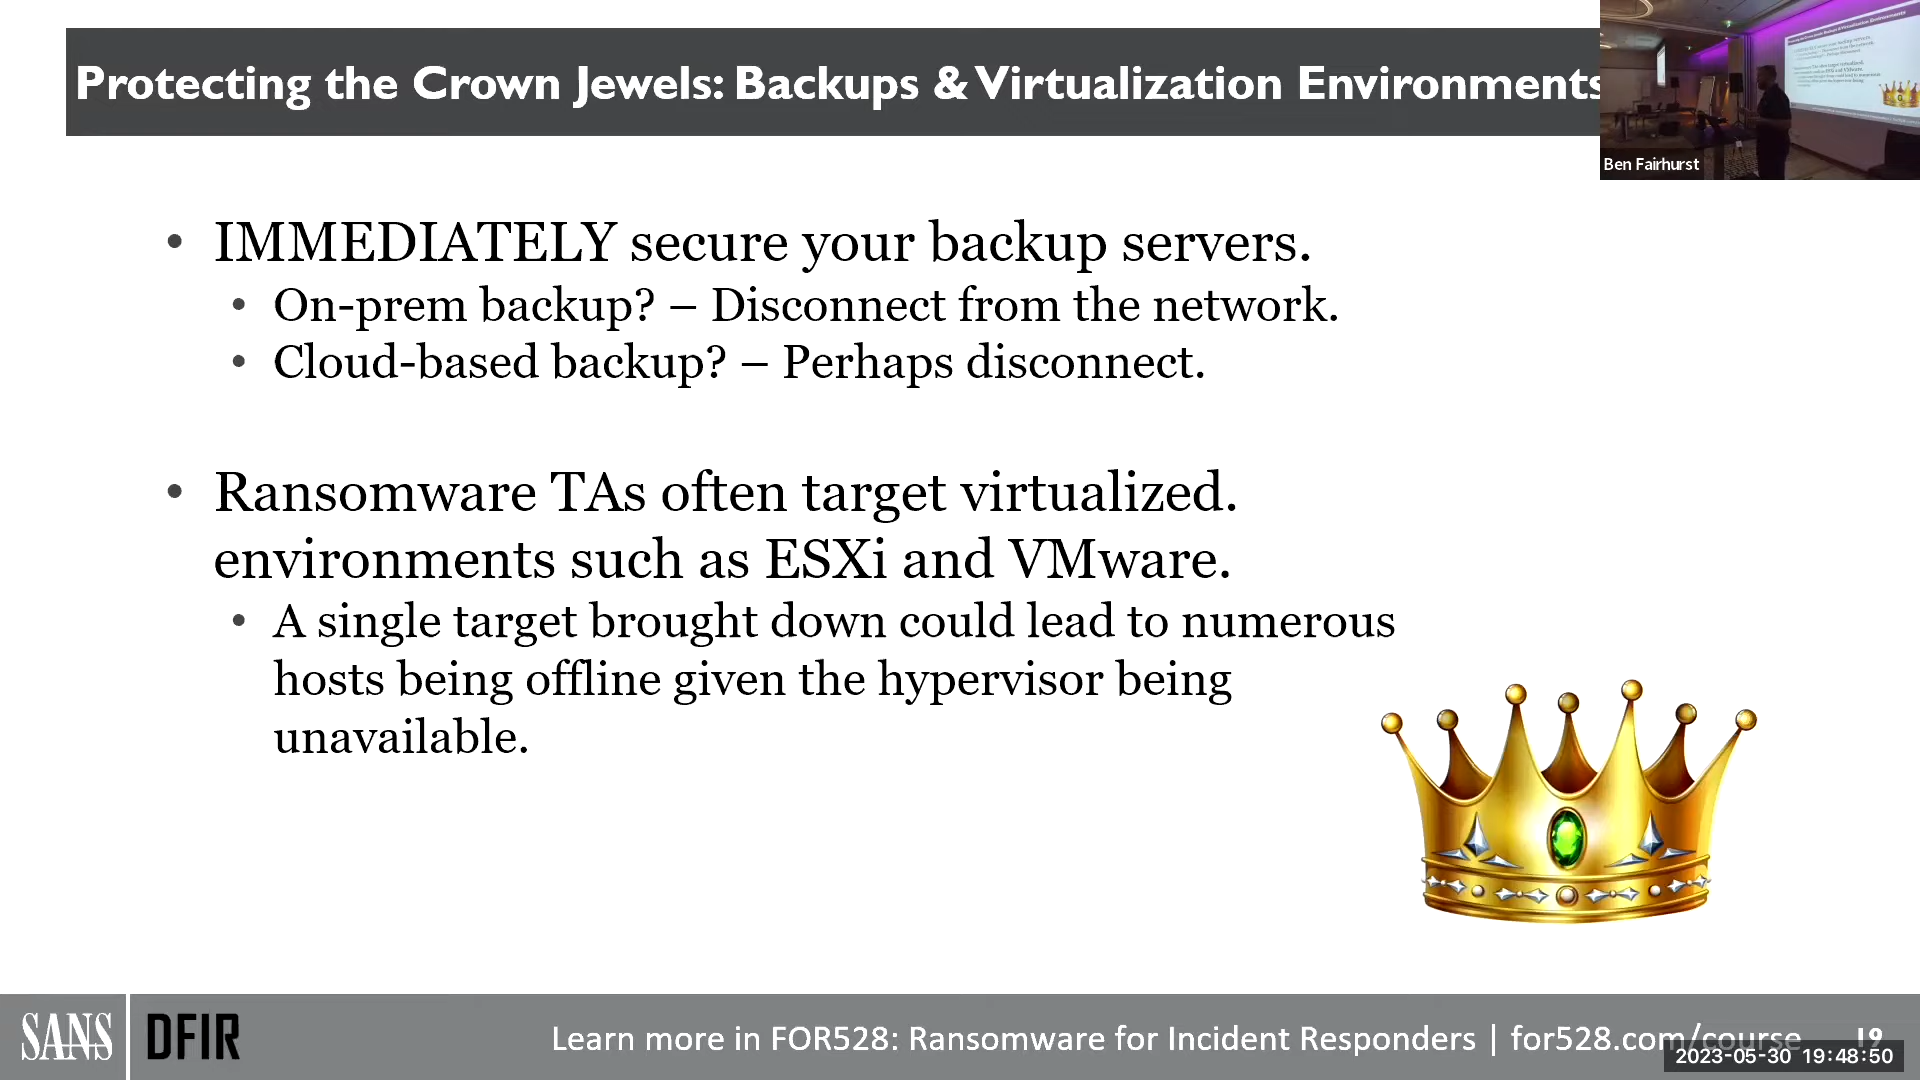 Protecting the Crown Jewels: Backups & Virtualization Environments
Ben Fairhurst
• IMMEDIATELY secure your backup servers.
• On-prem backup? – Disconnect from the network.
• Cloud-based backup? – Perhaps disconnect.
• Ransomware TAs often target virtualized.
environments such as ESXi and VMware.
• A single target brought down could lead to numerous
hosts being offline given the hypervisor being
unavailable.
SANS DFIR
Learn more in FOR528: Ransomware for Incident Responders | for528.com/course 19
2023-05-30 19:48:50